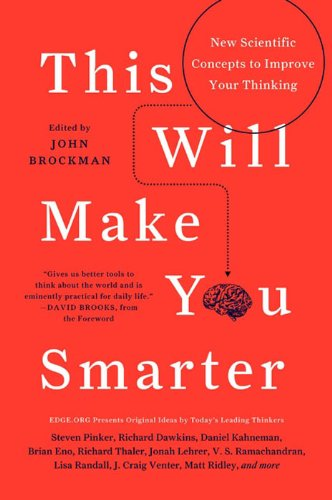 New Scientific
Concepts to Improve
Your Thinking
This
Edited by
JOHN
BROCKMAN
Will
Make
"Gives us better tools to
think about the world and is
eminently practical for daily life."
—DAVID BROOKS, from
the Foreword
You
Smarter
EDGE.ORG Presents Original Ideas by Today's Leading Thinkers
Steven Pinker, Richard Dawkins, Daniel Kahneman,
Brian Eno, Richard Thaler, Jonah Lehrer, V. S. Ramachandran,
Lisa Randall, J. Craig Venter, Matt Ridley, and more